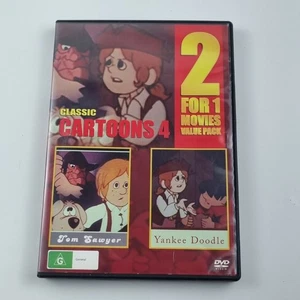 CLASSIC
CARTOONS 4
2
FOR 1
MOVIES
VALUE PACK
Tom Sawyer
Yankee Doodle
G
DVD